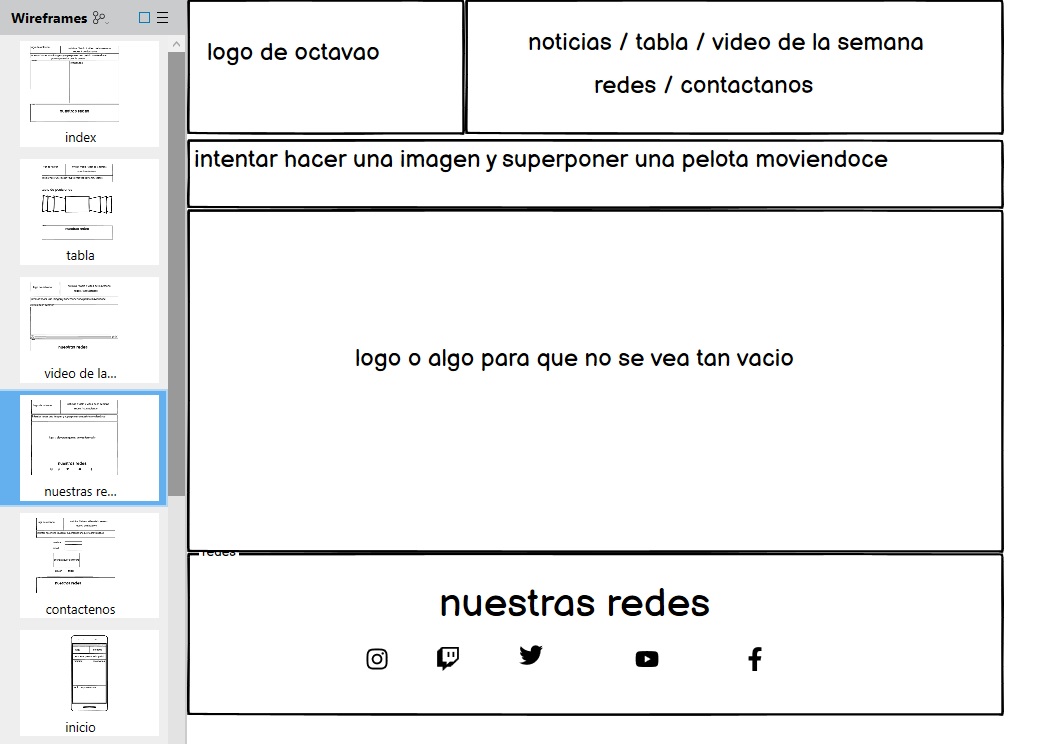 Wireframes
index
tabla
video de la...
nuestras re...
contactenos
inicio
logo de octavao
noticias / tabla / video de la semana
redes / contactanos
intentar hacer una imagen y superponer una pelota moviendoce
logo o algo para que no se vea tan vacio
redes
nuestras redes